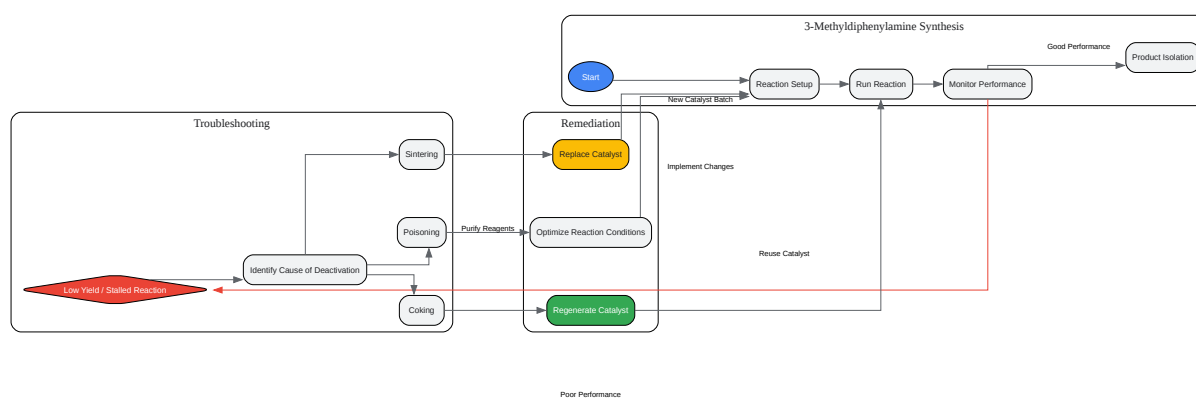 3-Methyldiphenylamine Synthesis
Good Performance
Product Isolation
Start
Reaction Setup
Run Reaction
Monitor Performance
New Catalyst Batch
Troubleshooting
Remediation
Sintering
Replace Catalyst
Implement Changes
Poisoning
Purify Reagents
Optimize Reaction Conditions
Reuse Catalyst
Identify Cause of Deactivation
Low Yield / Stalled Reaction
Coking
Regenerate Catalyst
Poor Performance